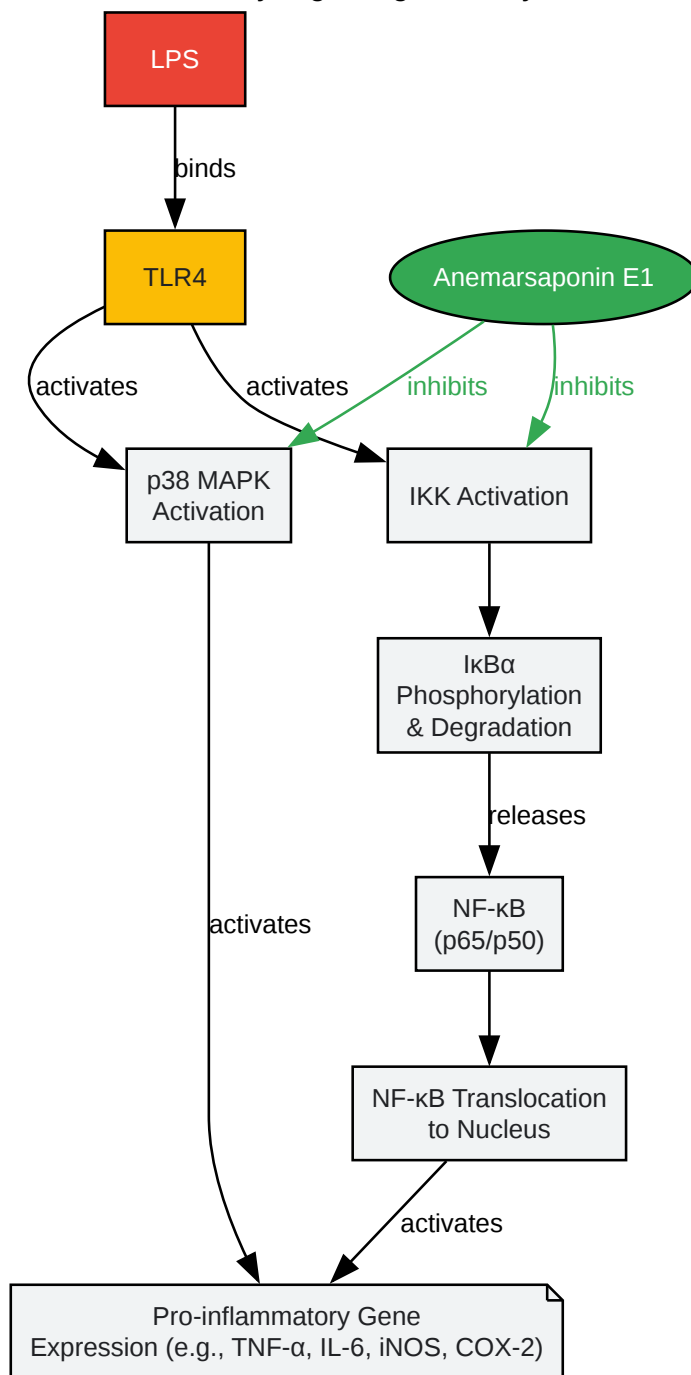 LPS
binds
TLR4
Anemarsaponin E1
activates
activates
inhibits
inhibits
p38 MAPK
Activation
IKK Activation
IκBα
Phosphorylation
& Degradation
releases
NF-κB
(p65/p50)
activates
NF-κB Translocation
to Nucleus
activates
Pro-inflammatory Gene
Expression (e.g., TNF-α, IL-6, iNOS, COX-2)